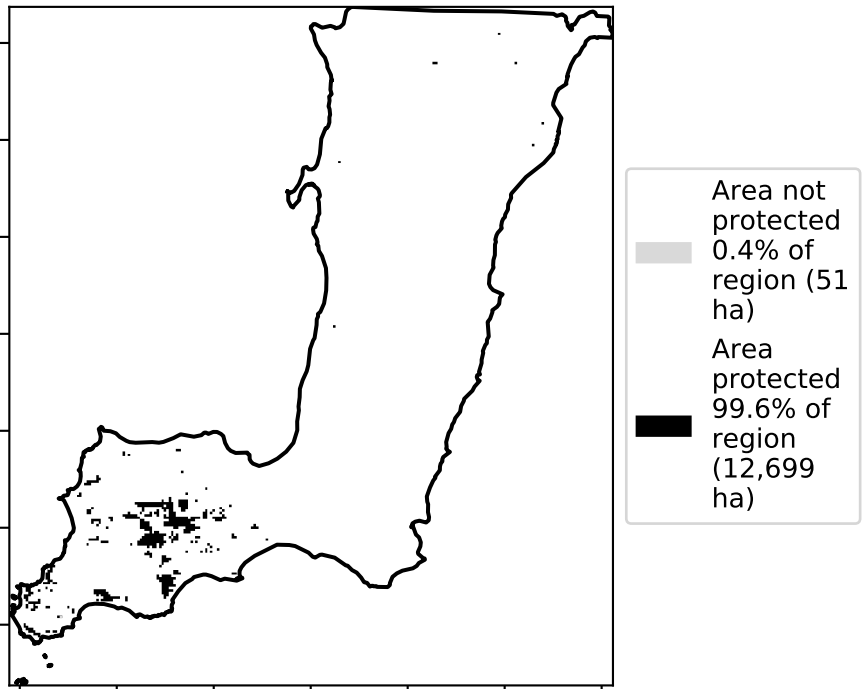 Area not
protected
0.4% of
region (51
ha)
Area
protected
99.6% of
region
(12,699
ha)